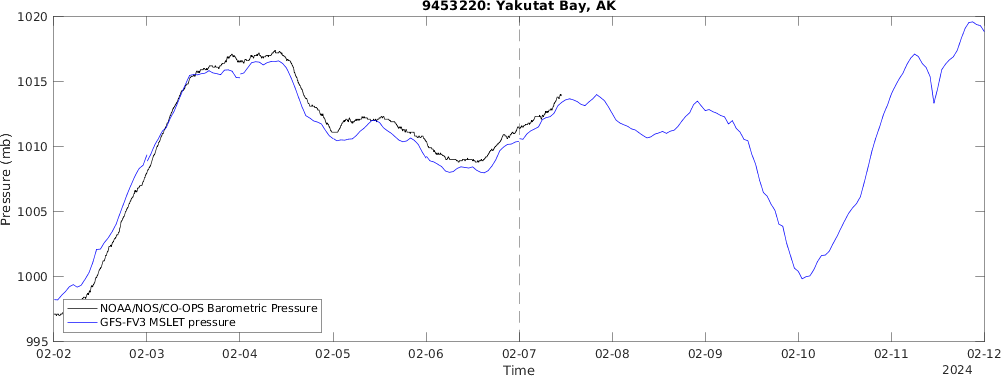 9453220: Yakutat Bay, AK
1020
1015
1010
1005
1000
995
Pressure (mb)
NOAA/NOS/CO-OPS Barometric Pressure
GFS-FV3 MSLET pressure
02-02 02-03 02-04 02-05 02-06 02-07 02-08 02-09 02-10 02-11 02-12
Time
2024